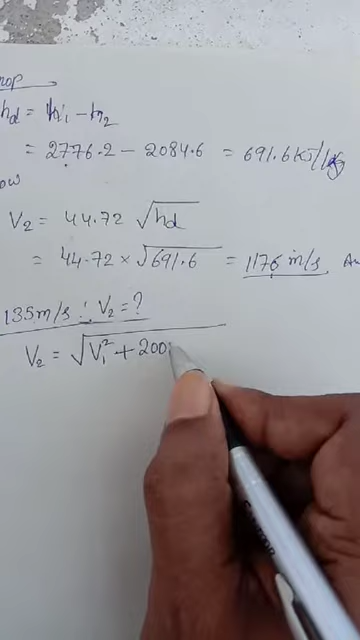 rop
hd = h1 - h2
= 2776.2 - 2084.6 = 691.6 KJ/kg
ow
V2 = 44.72 √hd
= 44.72 × √691.6 = 1176 m/s. An
135 m/s ∴ V2 = ?
V2 = √V1² + 200